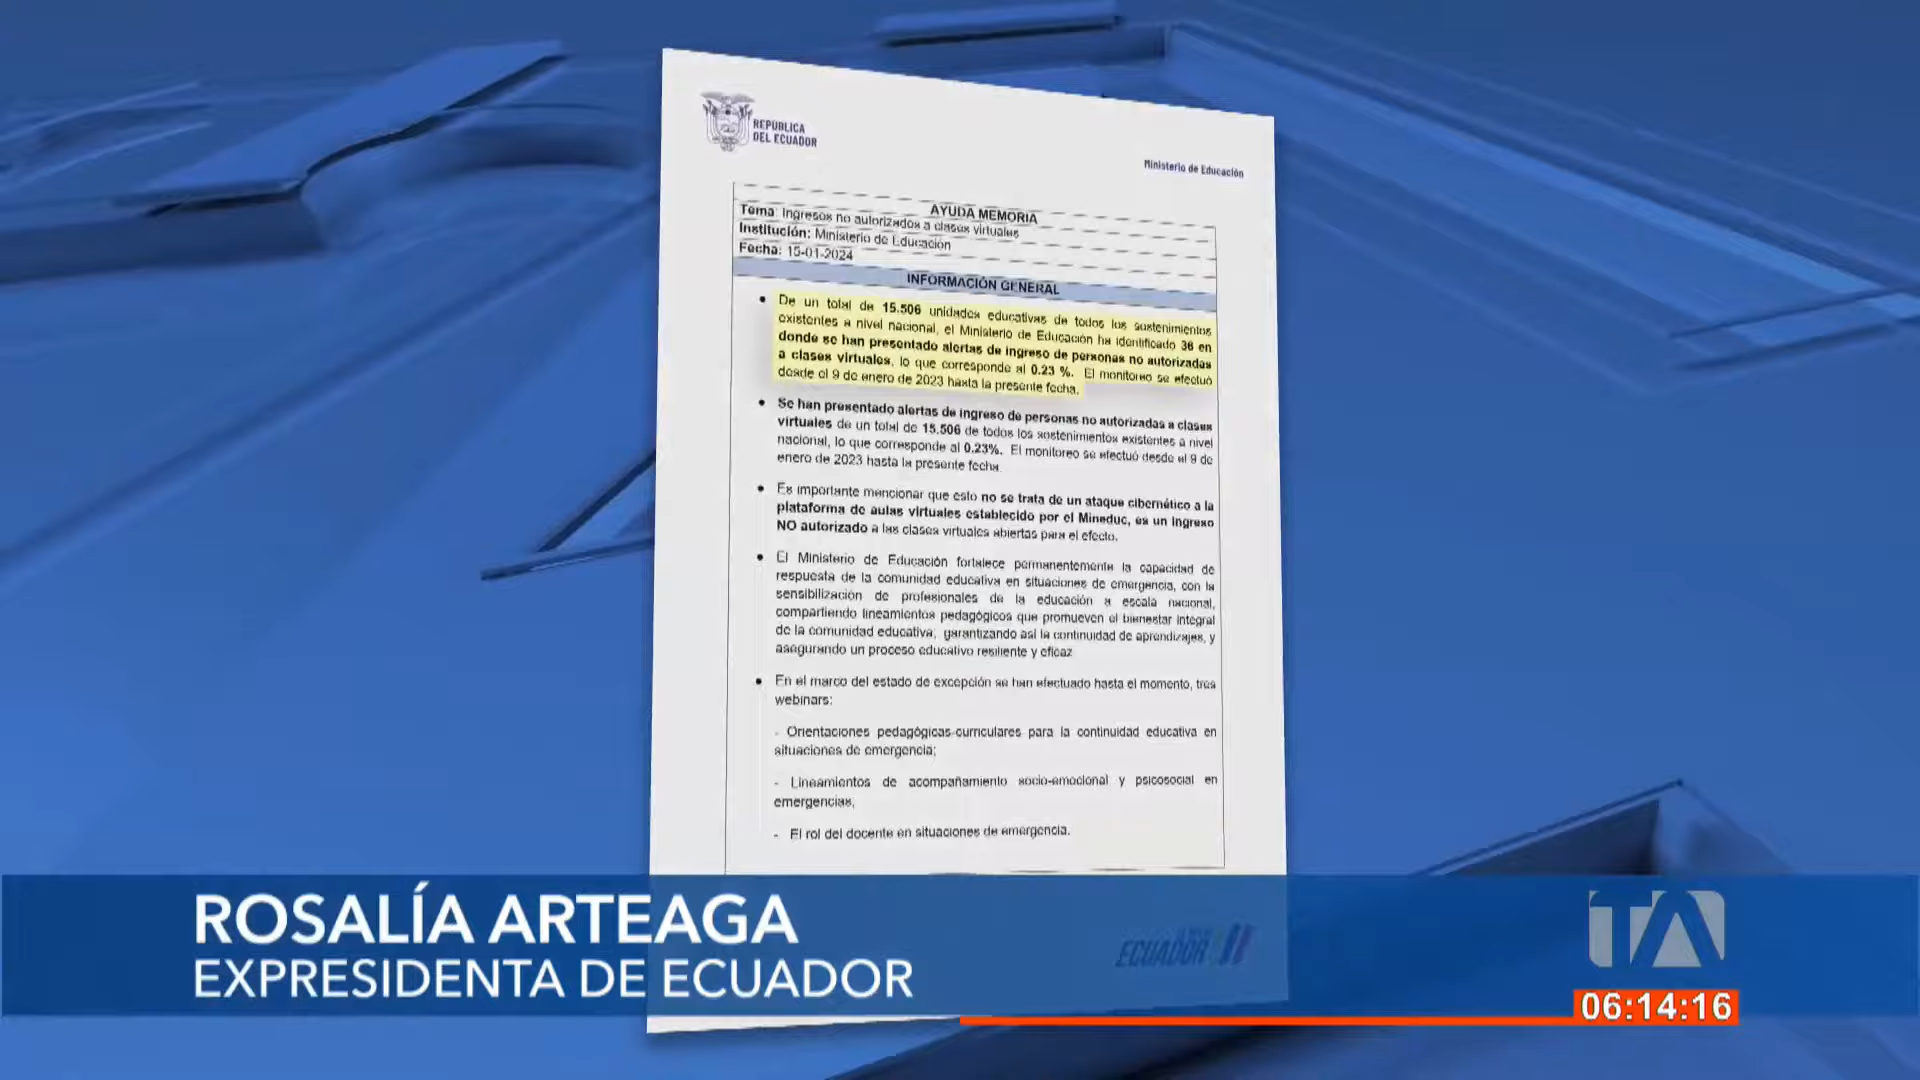 REPÚBLICA
DEL ECUADOR
Ministerio de Educación
AYUDA MEMORIA
Tema: Ingresos no autorizados a clases virtuales
Institución: Ministerio de Educación
Fecha: 15-01-2024
INFORMACIÓN GENERAL
• De un total de 15.506 unidades educativas de todos los sostenimientos
existentes a nivel nacional, el Ministerio de Educación ha identificado 36 en
donde se han presentado alertas de ingreso de personas no autorizadas
a clases virtuales, lo que corresponde al 0.23 %. El monitoreo se efectuó
desde el 9 de enero de 2023 hasta la presente fecha.
• Se han presentado alertas de ingreso de personas no autorizadas a clases
virtuales de un total de 15.506 de todos los sostenimientos existentes a nivel
nacional, lo que corresponde al 0.23%. El monitoreo se efectuó desde el 9 de
enero de 2023 hasta la presente fecha.
• Es importante mencionar que esto no se trata de un ataque cibernético a la
plataforma de aulas virtuales establecido por el Mineduc, es un ingreso
NO autorizado a las clases virtuales abiertas para el efecto.
• El Ministerio de Educación fortalece permanentemente la capacidad de
respuesta de la comunidad educativa en situaciones de emergencia, con la
sensibilización de profesionales de la educación a escala nacional,
compartiendo lineamientos pedagógicos que promueven el bienestar integral
de la comunidad educativa; garantizando así la continuidad de aprendizajes, y
asegurando un proceso educativo resiliente y eficaz
• En el marco del estado de excepción se han efectuado hasta el momento, tres
webinars:
- Orientaciones pedagógicas-curriculares para la continuidad educativa en
situaciones de emergencia;
- Lineamientos de acompañamiento socio-emocional y psicosocial en
emergencias;
- El rol del docente en situaciones de emergencia.
ROSALÍA ARTEAGA
EXPRESIDENTA DE ECUADOR
ECUADOR
TA
06:14:16